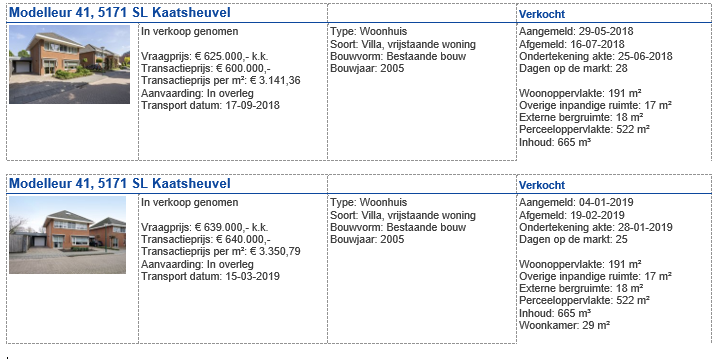 Modelleur 41, 5171 SL Kaatsheuvel
Verkocht
In verkoop genomen
Vraagprijs: € 625.000,- k.k.
Transactieprijs: € 600.000,-
Transactieprijs per m²: € 3.141,36
Aanvaarding: In overleg
Transport datum: 17-09-2018
Type: Woonhuis
Soort: Villa, vrijstaande woning
Bouwvorm: Bestaande bouw
Bouwjaar: 2005
Aangemeld: 29-05-2018
Afgemeld: 16-07-2018
Ondertekening akte: 25-06-2018
Dagen op de markt: 28
Woonoppervlakte: 191 m²
Overige inpandige ruimte: 17 m²
Externe bergruimte: 18 m²
Perceeloppervlakte: 522 m²
Inhoud: 665 m³
Modelleur 41, 5171 SL Kaatsheuvel
Verkocht
In verkoop genomen
Vraagprijs: € 639.000,- k.k.
Transactieprijs: € 640.000,-
Transactieprijs per m²: € 3.350,79
Aanvaarding: In overleg
Transport datum: 15-03-2019
Type: Woonhuis
Soort: Villa, vrijstaande woning
Bouwvorm: Bestaande bouw
Bouwjaar: 2005
Aangemeld: 04-01-2019
Afgemeld: 19-02-2019
Ondertekening akte: 28-01-2019
Dagen op de markt: 25
Woonoppervlakte: 191 m²
Overige inpandige ruimte: 17 m²
Externe bergruimte: 18 m²
Perceeloppervlakte: 522 m²
Inhoud: 665 m³
Woonkamer: 29 m²